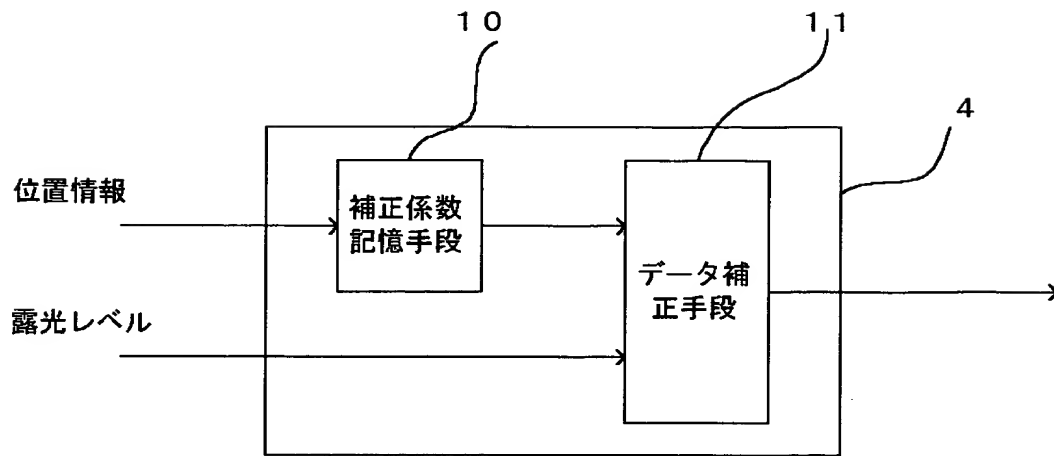 １０
１１
４
位置情報
補正係数
記憶手段
データ補
正手段
露光レベル